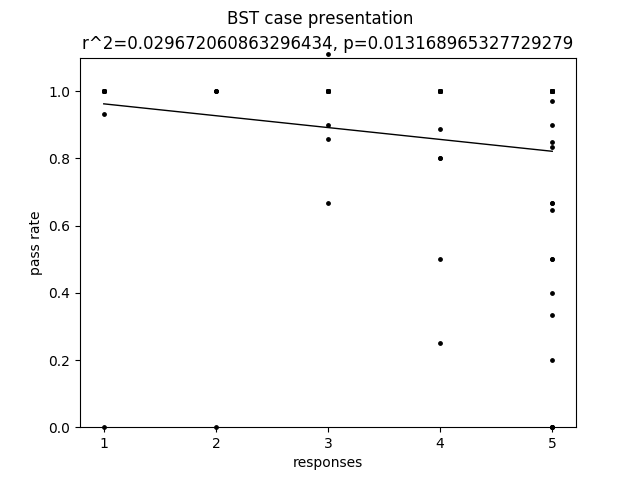 BST case presentation
r^2=0.029672060863296434, p=0.013168965327729279
1.0
0.8
0.6
0.4
0.2
0.0
pass rate
1 2 3 4 5
responses